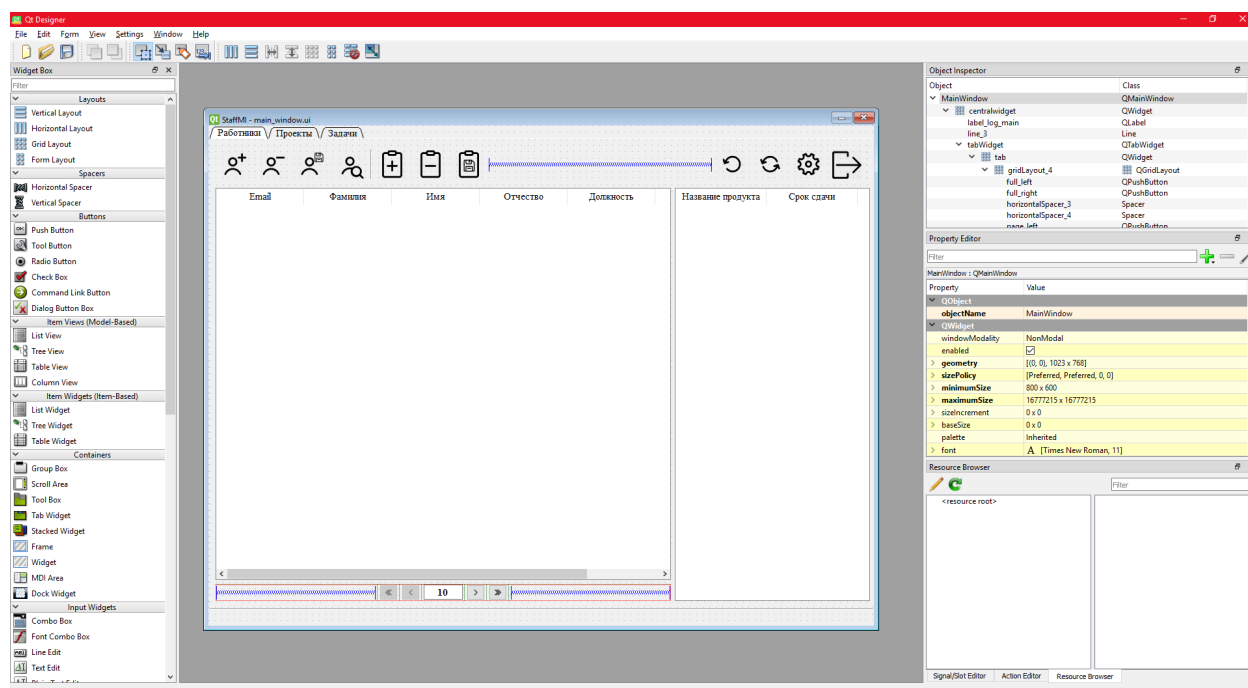 Qt Designer
File Edit Form View Settings Window Help
Widget Box
Filter
Layouts
Vertical Layout
Horizontal Layout
Grid Layout
Form Layout
Spacers
Horizontal Spacer
Vertical Spacer
Buttons
Push Button
Tool Button
Radio Button
Check Box
Command Link Button
Dialog Button Box
Item Views (Model-Based)
List View
Tree View
Table View
Column View
Item Widgets (Item-Based)
List Widget
Tree Widget
Table Widget
Containers
Group Box
Scroll Area
Tool Box
Tab Widget
Stacked Widget
Frame
Widget
MDI Area
Dock Widget
Input Widgets
Combo Box
Font Combo Box
Line Edit
Text Edit
StaffMI - main_window.ui
Работники Проекты Задачи
Email Фамилия Имя Отчество Должность
Название продукта Срок сдачи
10
Object Inspector
Object Class
MainWindow QMainWindow
centralwidget QWidget
label_log_main QLabel
line_3 Line
tabWidget QTabWidget
tab QWidget
gridLayout_4 QGridLayout
full_left QPushButton
full_right QPushButton
horizontalSpacer_3 Spacer
horizontalSpacer_4 Spacer
page_left QPushButton
Property Editor
Filter
MainWindow : QMainWindow
Property Value
QObject
objectName MainWindow
QWidget
windowModality NonModal
enabled
geometry [(0, 0), 1023 x 768]
sizePolicy [Preferred, Preferred, 0, 0]
minimumSize 800 x 600
maximumSize 16777215 x 16777215
sizeIncrement 0 x 0
baseSize 0 x 0
palette Inherited
font A [Times New Roman, 11]
Resource Browser
Filter
<resource root>
Signal/Slot Editor Action Editor Resource Browser